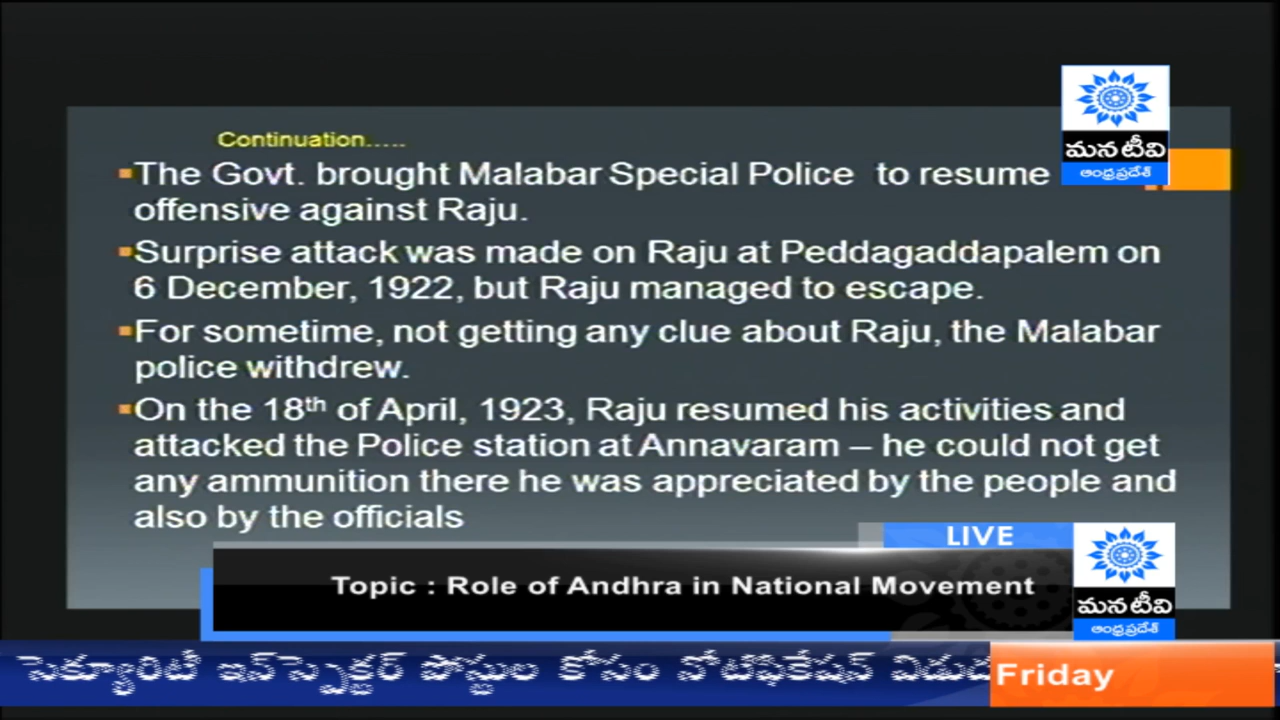 Continuation.....
▪The Govt. brought Malabar Special Police to resume
offensive against Raju.
▪Surprise attack was made on Raju at Peddagaddapalem on
6 December, 1922, but Raju managed to escape.
▪For sometime, not getting any clue about Raju, the Malabar
police withdrew.
▪On the 18th of April, 1923, Raju resumed his activities and
attacked the Police station at Annavaram – he could not get
any ammunition there he was appreciated by the people and
also by the officials
మన టీవి
ఆంధ్రప్రదేశ్
LIVE
Topic : Role of Andhra in National Movement
మన టీవి
ఆంధ్రప్రదేశ్
సెక్యూరిటీ ఇన్‌స్పెక్టర్ పోస్టుల కోసం నోటిఫికేషన్
Friday